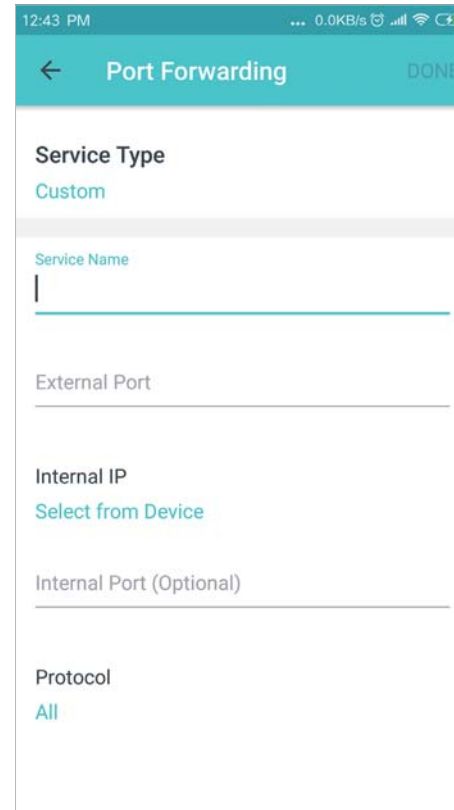 12:43 PM ... 0.0KB/s
Port Forwarding DONE
Service Type
Custom
Service Name
External Port
Internal IP
Select from Device
Internal Port (Optional)
Protocol
All